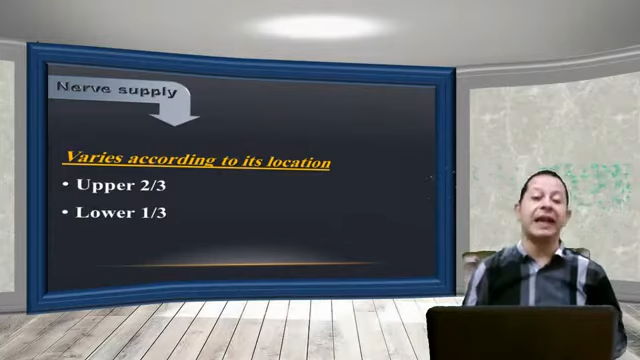 Nerve supply
Varies according to its location
• Upper 2/3
• Lower 1/3